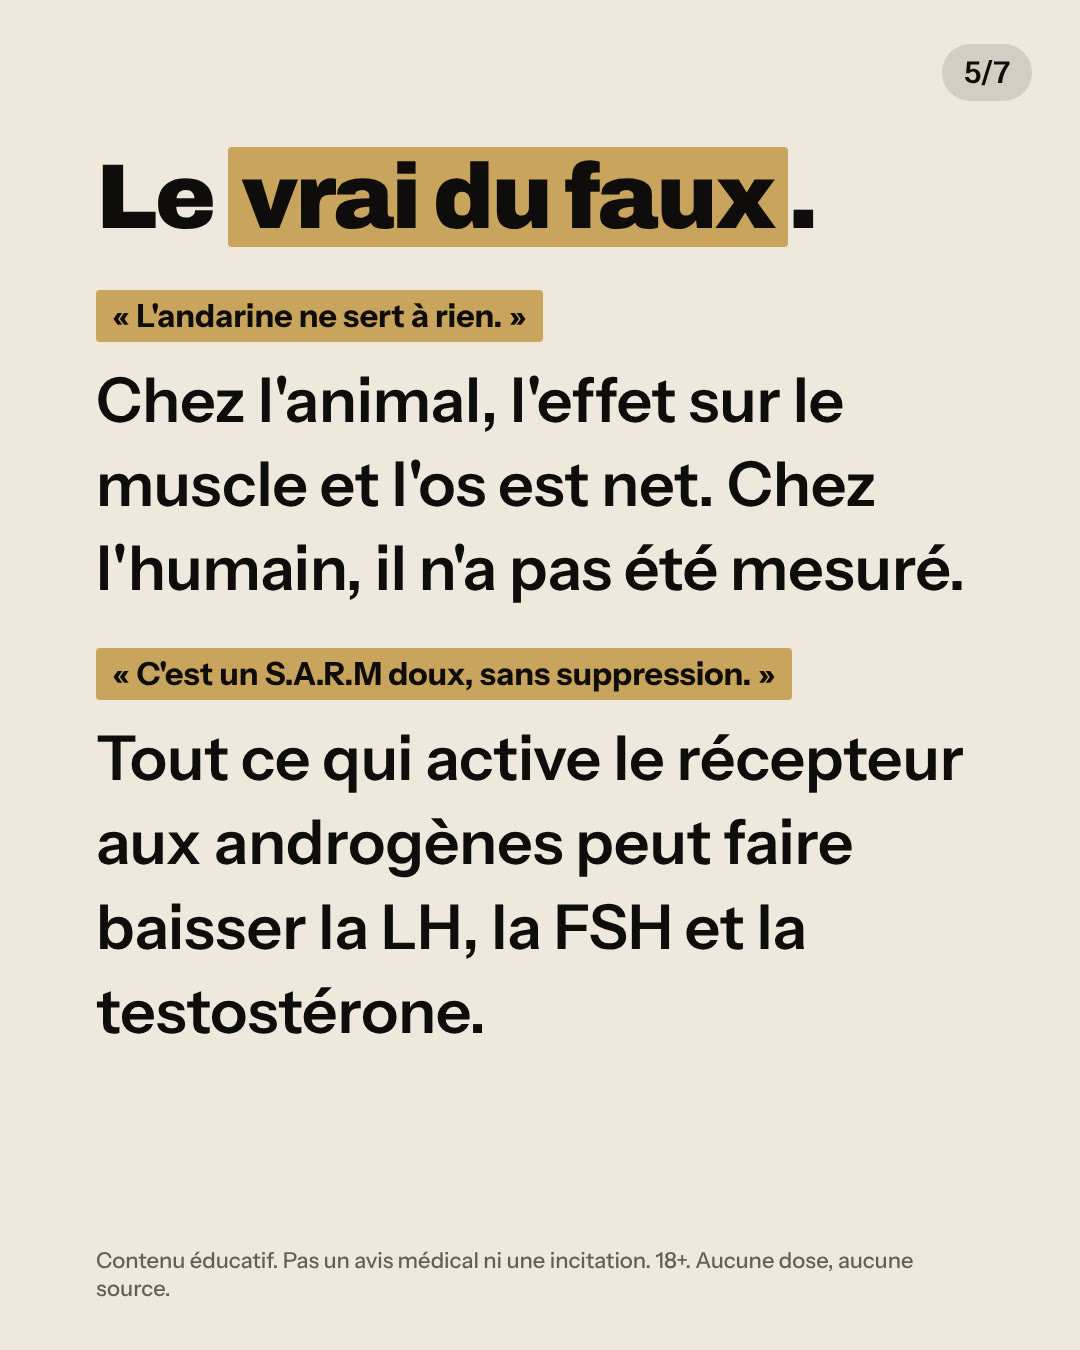 5/7
Le vrai du faux.
« L'andarine ne sert à rien. »
Chez l'animal, l'effet sur le
muscle et l'os est net. Chez
l'humain, il n'a pas été mesuré.
« C'est un S.A.R.M doux, sans suppression. »
Tout ce qui active le récepteur
aux androgènes peut faire
baisser la LH, la FSH et la
testostérone.
Contenu éducatif. Pas un avis médical ni une incitation. 18+. Aucune dose, aucune
source.